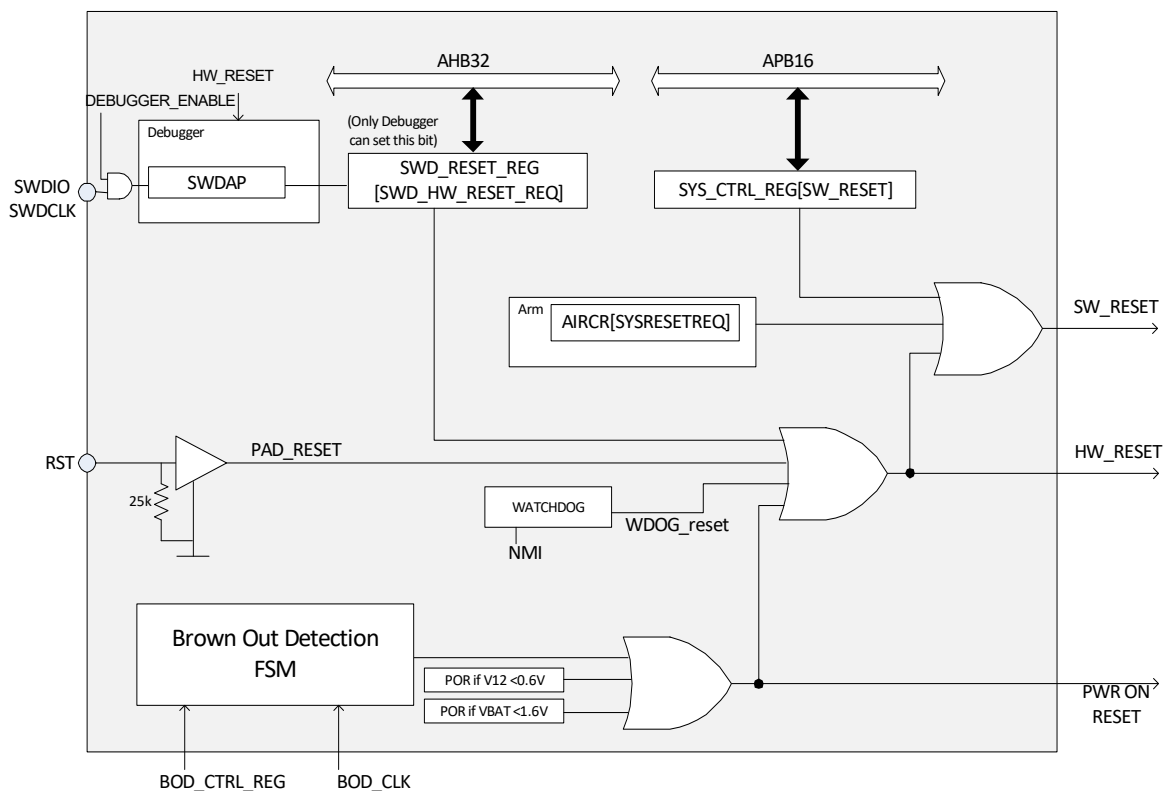 AHB32
APB16
HW_RESET
DEBUGGER_ENABLE
(Only Debugger
can set this bit)
Debugger
SWDAP
SWD_RESET_REG
[SWD_HW_RESET_REQ]
SYS_CTRL_REG[SW_RESET]
SWDIO
SWDCLK
Arm
AIRCR[SYSRESETREQ]
SW_RESET
RST
PAD_RESET
HW_RESET
25k
WATCHDOG
WDOG_reset
NMI
Brown Out Detection
FSM
POR if V12 <0.6V
POR if VBAT <1.6V
PWR ON
RESET
BOD_CTRL_REG
BOD_CLK